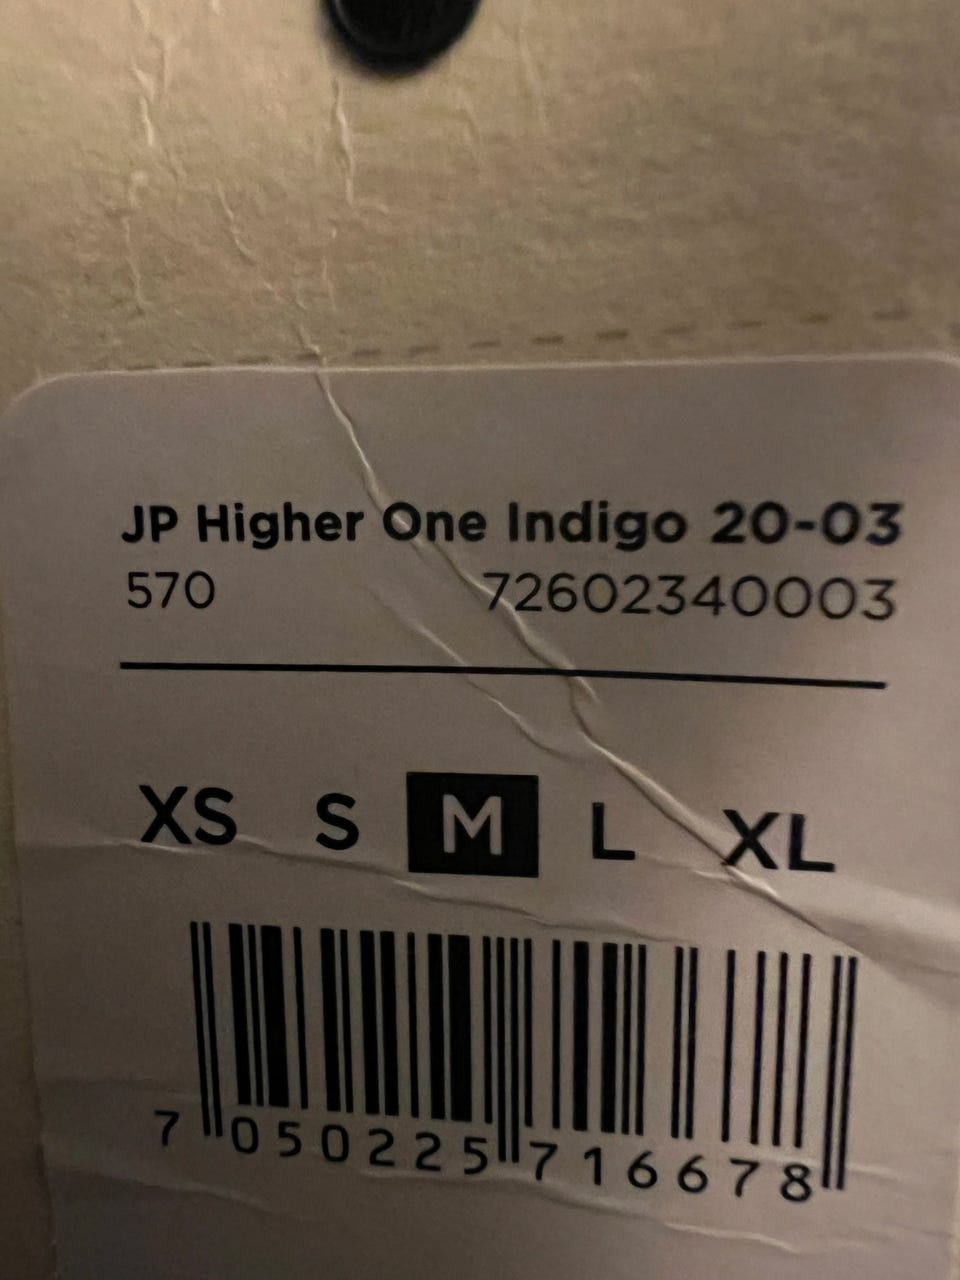 JP Higher One Indigo 20-03
570 72602340003
XS S M L XL
7 050225 716678